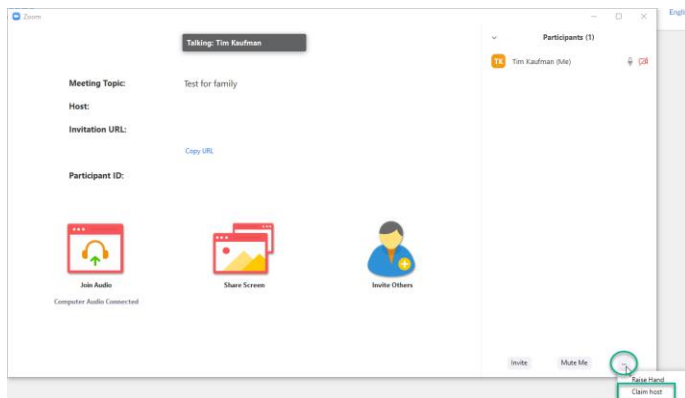 Zoom
Engli
Talking: Tim Kaufman
Participants (1)
TK Tim Kaufman (Me)
Meeting Topic: Test for family
Host:
Invitation URL:
Copy URL
Participant ID:
Join Audio Share Screen Invite Others
Computer Audio Connected
Invite Mute Me ...
Raise Hand
Claim host